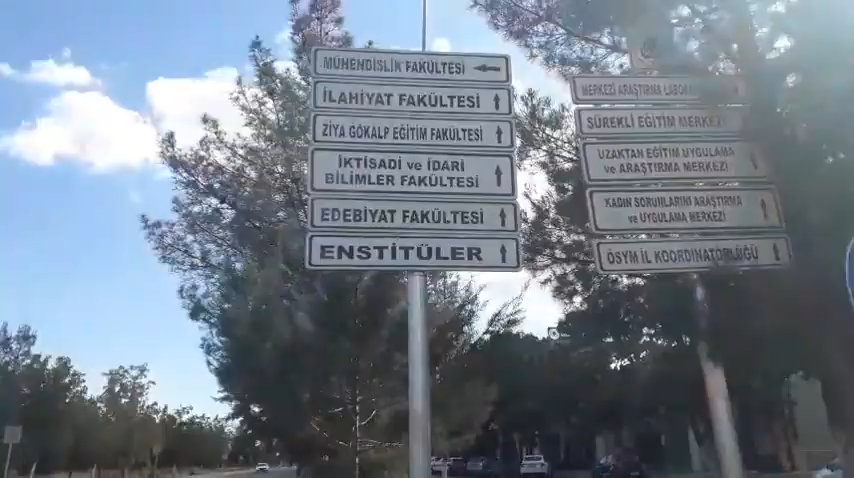 MÜHENDİSLİK FAKÜLTESİ
İLAHİYAT FAKÜLTESİ
ZİYA GÖKALP EĞİTİM FAKÜLTESİ
İKTİSADİ ve İDARİ
BİLİMLER FAKÜLTESİ
EDEBİYAT FAKÜLTESİ
ENSTİTÜLER
MERKEZİ ARAŞTIRMA
SÜREKLİ EĞİTİM MERKEZİ
UZAKTAN EĞİTİM UYGULAMA
ve ARAŞTIRMA MERKEZİ
KADIN SORUNLARINI ARAŞTIRMA
ve UYGULAMA MERKEZİ
ÖSYM İL KOORDİNATÖRLÜĞÜ